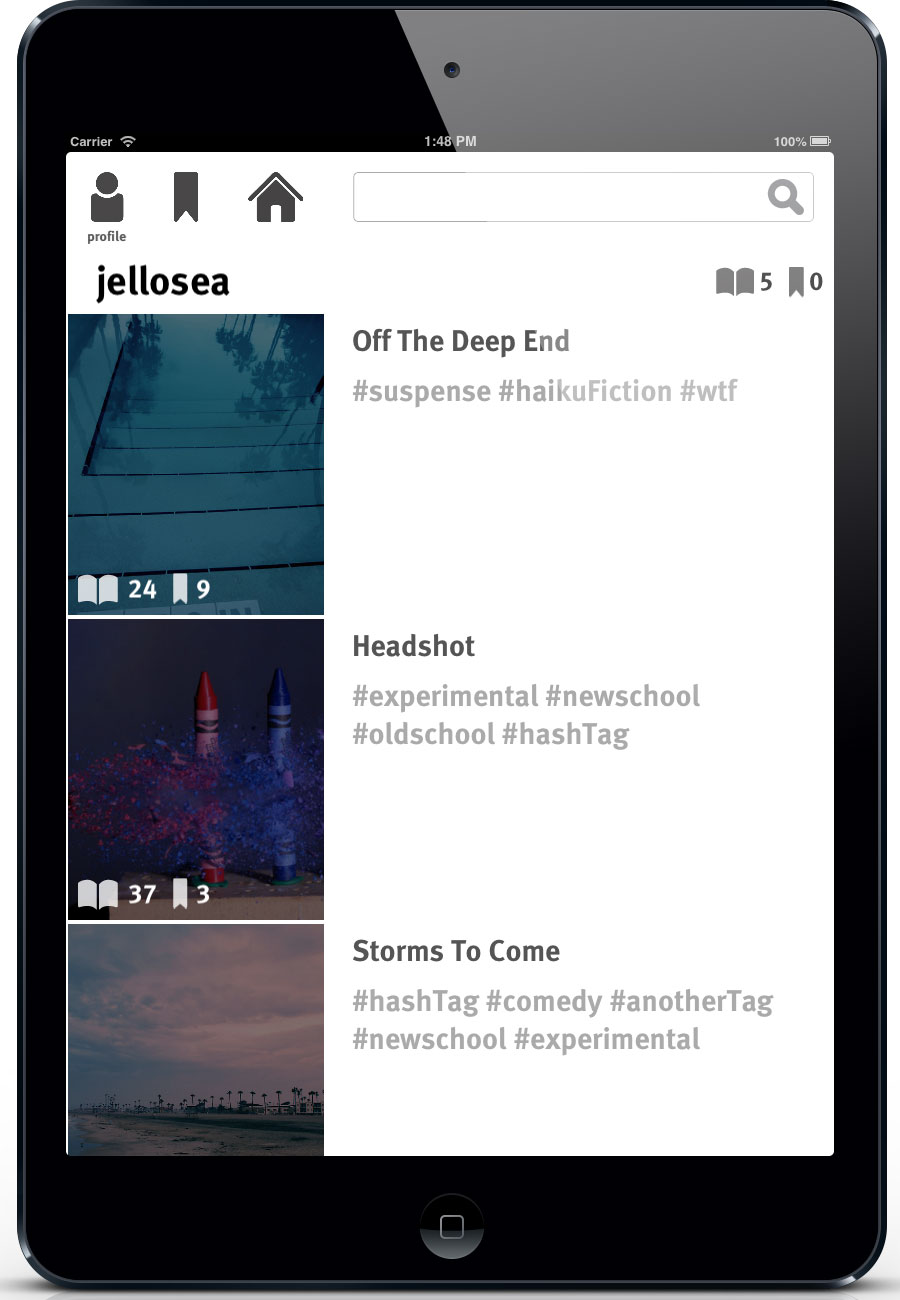 Carrier 1:48 PM 100%
profile
jellosea 5 0
Off The Deep End
#suspense #haikuFiction #wtf
24 9
Headshot
#experimental #newschool
#oldschool #hashTag
37 3
Storms To Come
#hashTag #comedy #anotherTag
#newschool #experimental